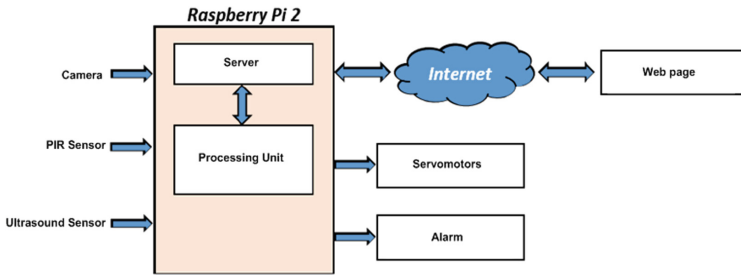 Raspberry Pi 2
Server
Camera
Internet
Web page
PIR Sensor
Processing Unit
Servomotors
Ultrasound Sensor
Alarm